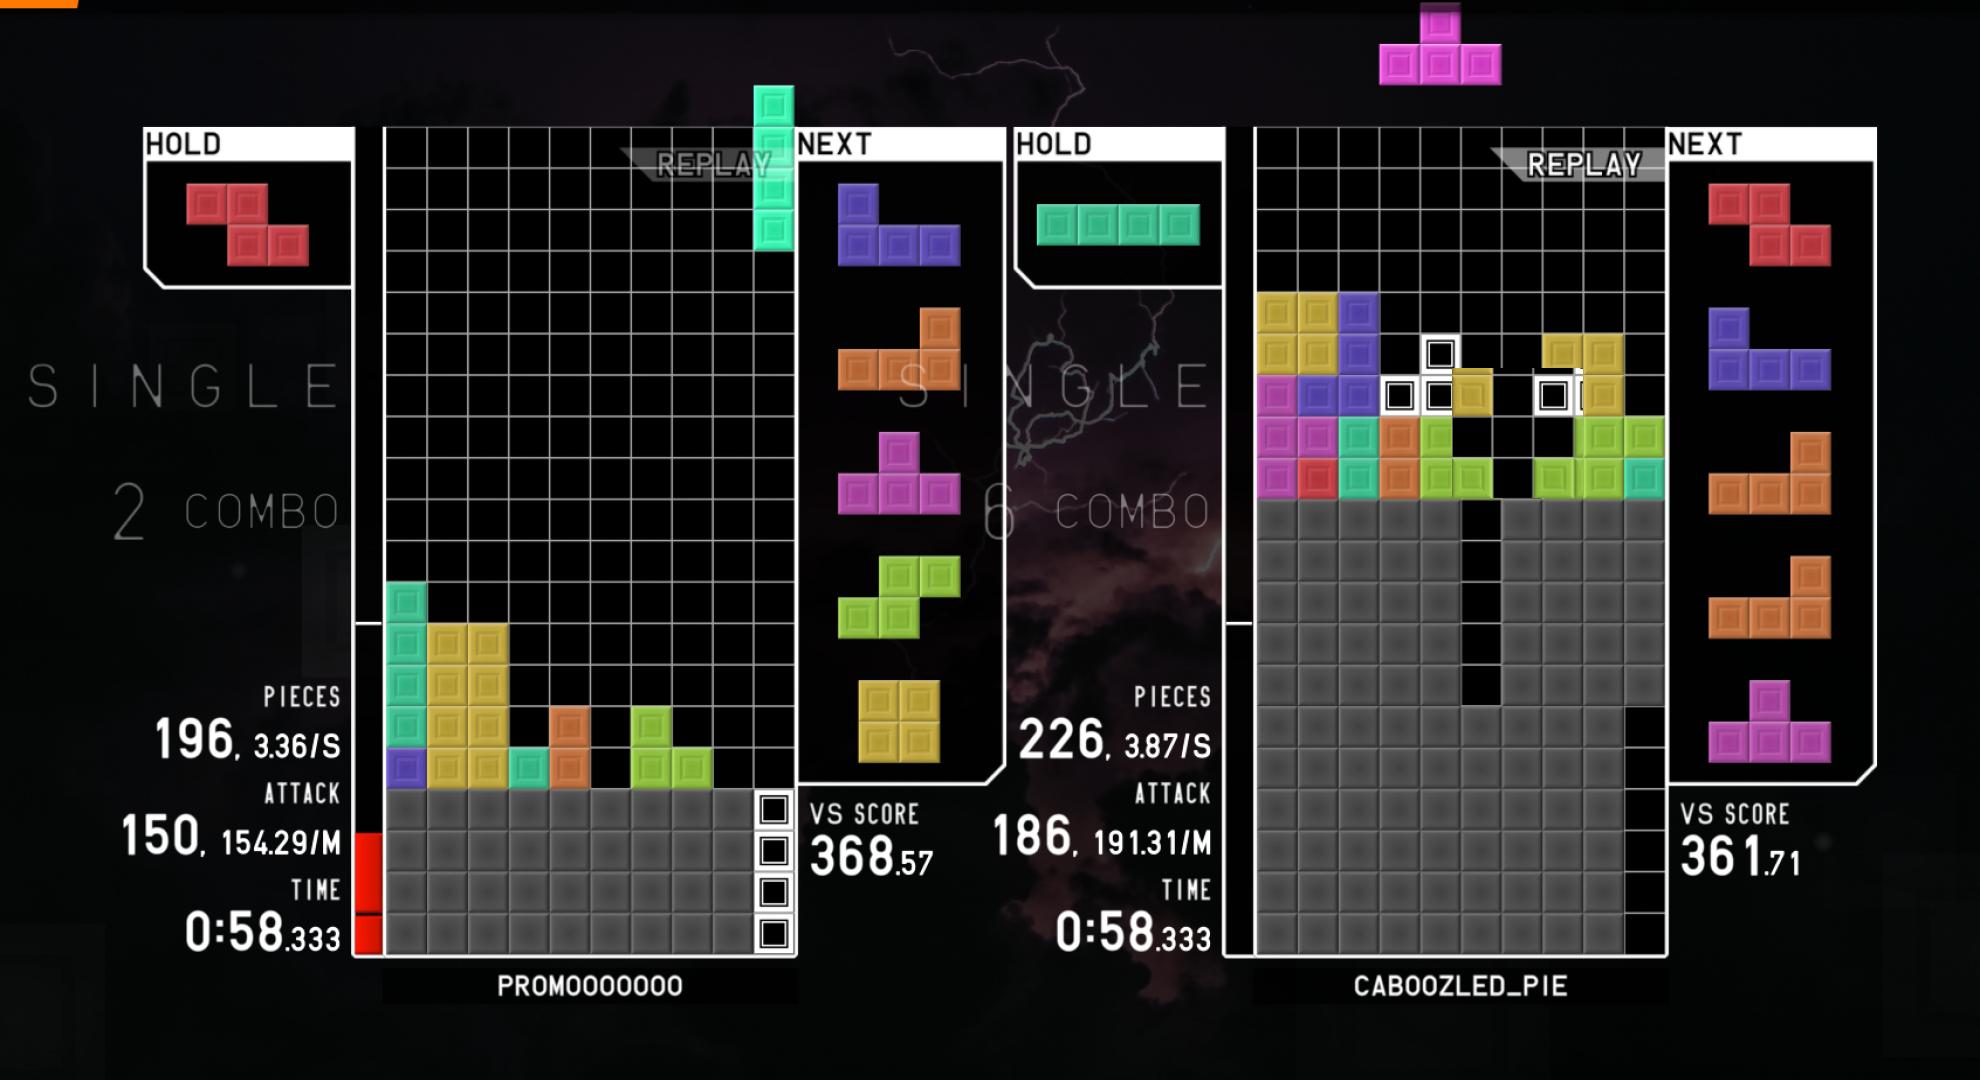 HOLD
REPLAY
NEXT
SINGLE
2 COMBO
PIECES
196, 3.36/S
ATTACK
150, 154.29/M
TIME
0:58.333
VS SCORE
368.57
PROMOOOOOOO
HOLD
REPLAY
NEXT
SINGLE
6 COMBO
PIECES
226, 3.87/S
ATTACK
186, 191.31/M
TIME
0:58.333
VS SCORE
361.71
CABOOZLED_PIE